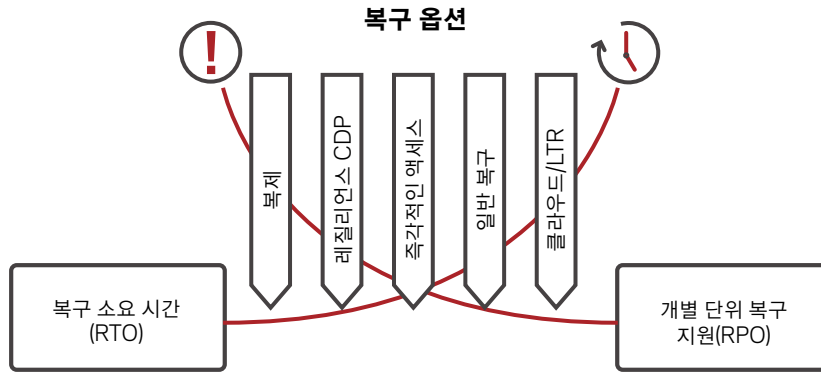 복구 옵션
!
복제
레질리언스 CDP
즉각적인 액세스
일반 복구
클라우드/LTR
복구 소요 시간
(RTO)
개별 단위 복구
지원(RPO)